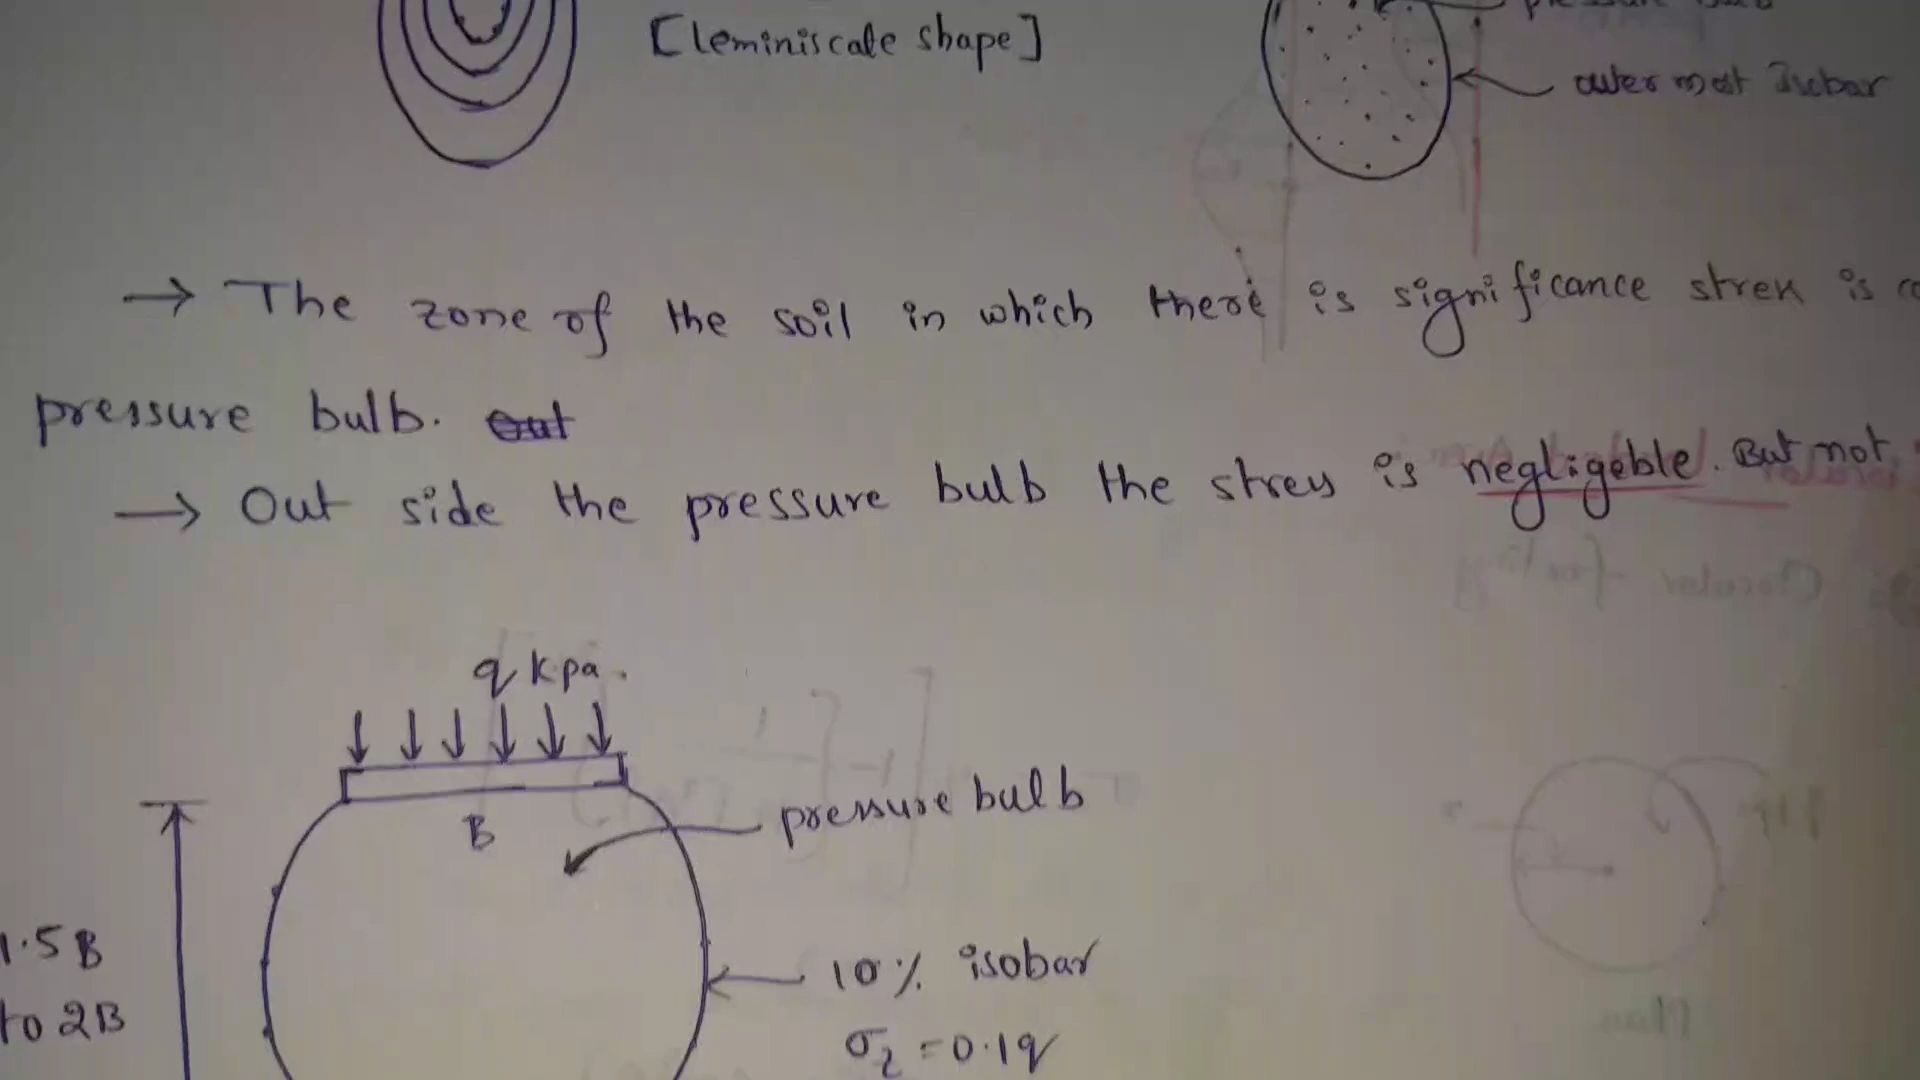 [leminiscate shape]
outer most Isobar
→ The zone of the soil in which there is significance stress is
pressure bulb. Out
→ Out side the pressure bulb the stress is negligeble. But not
q kpa.
B
pressure bulb
1.5B
to 2B
10% isobar
σz = 0.1q